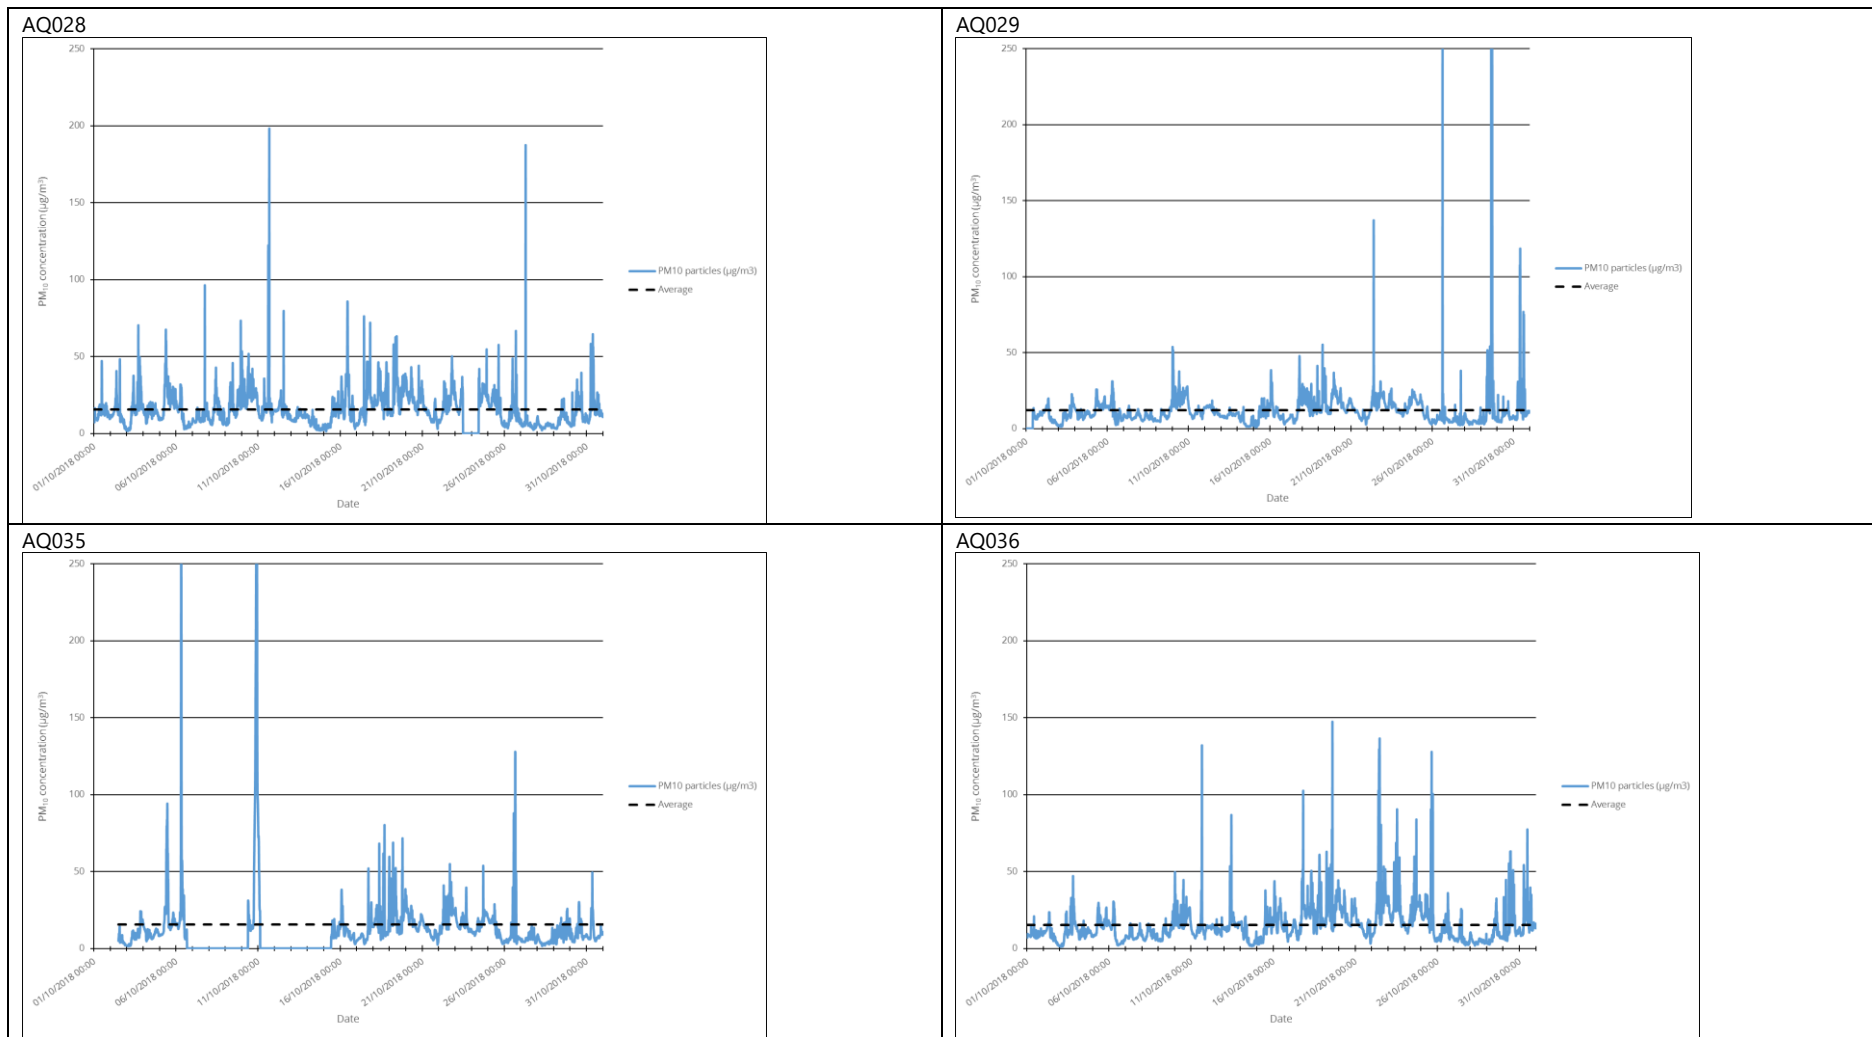 AQ028
250
200
150
100
50
0
PM₁₀ concentration (µg/m³)
01/10/2018 00:00
06/10/2018 00:00
11/10/2018 00:00
16/10/2018 00:00
21/10/2018 00:00
26/10/2018 00:00
31/10/2018 00:00
Date
PM10 particles (µg/m3)
Average
AQ029
250
200
150
100
50
0
PM₁₀ concentration (µg/m³)
01/10/2018 00:00
06/10/2018 00:00
11/10/2018 00:00
16/10/2018 00:00
21/10/2018 00:00
26/10/2018 00:00
31/10/2018 00:00
Date
PM10 particles (µg/m3)
Average
AQ035
250
200
150
100
50
0
PM₁₀ concentration (µg/m³)
01/10/2018 00:00
06/10/2018 00:00
11/10/2018 00:00
16/10/2018 00:00
21/10/2018 00:00
26/10/2018 00:00
31/10/2018 00:00
Date
PM10 particles (µg/m3)
Average
AQ036
250
200
150
100
50
0
PM₁₀ concentration (µg/m³)
01/10/2018 00:00
06/10/2018 00:00
11/10/2018 00:00
16/10/2018 00:00
21/10/2018 00:00
26/10/2018 00:00
31/10/2018 00:00
Date
PM10 particles (µg/m3)
Average